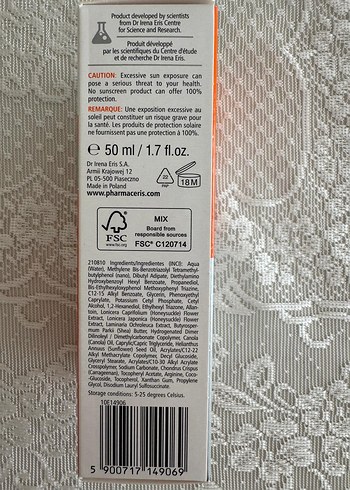 Product developed by scientists
from Dr Irena Eris Centre
for Science and Research.
Produit développé
par les scientifiques du Centre d'étude
et de recherche Dr Irena Eris.
CAUTION: Excessive sun exposure can
pose a serious threat to your health.
No sunscreen product can offer 100%
protection.
REMARQUE: Une exposition excessive au
soleil peut constituer un risque grave pour
la santé. Les produits de protection solaire
ne fournissent pas une protection à 100%.
℮ 50 ml / 1.7 fl.oz.
Dr Irena Eris S.A.
Armii Krajowej 12
PL 05-500 Piaseczno
Made in Poland
www.pharmaceris.com
22
PAP
18 M
FSC
www.fsc.org
MIX
Board from
responsible sources
FSC® C120714
210810 Ingredients/Ingredientes (INCI): Aqua
(Water), Methylene Bis-Benzotriazolyl Tetramethyl-
butylphenol (nano), Dibutyl Adipate, Diethylamino
Hydroxybenzoyl Hexyl Benzoate, Propanediol,
Bis-Ethylhexyloxyphenol Methoxyphenyl Triazine,
C12-15 Alkyl Benzoate, Glycerin, Phenoxyethyl
Caprylate, Potassium Cetyl Phosphate, Cetyl
Alcohol, 1,2-Hexanediol, Ethylhexyl Triazone, Allan-
toin, Lonicera Caprifolium (Honeysuckle) Flower
Extract, Lonicera Japonica (Honeysuckle) Flower
Extract, Laminaria Ochroleuca Extract, Butyrosper-
mum Parkii (Shea) Butter, Hydrogenated Dimer
Dilinoleyl / Dimethylcarbonate Copolymer, Canola
(Canola) Oil, Caprylic/Capric Triglyceride, Helianthus
Annuus (Sunflower) Seed Oil, Acrylates/C12-22
Alkyl Methacrylate Copolymer, Decyl Glucoside,
Glyceryl Stearate, Acrylates/C10-30 Alkyl Acrylate
Crosspolymer, Sodium Carbonate, Chondrus Crispus
(Carrageenan), Tocopheryl Acetate, Arginine, Coco-
Glucoside, Tocopherol, Xanthan Gum, Propylene
Glycol, Disodium Lauryl Sulfosuccinate
Storage conditions: 5-25 degrees Celsius.
10E14906
5 900717 149069